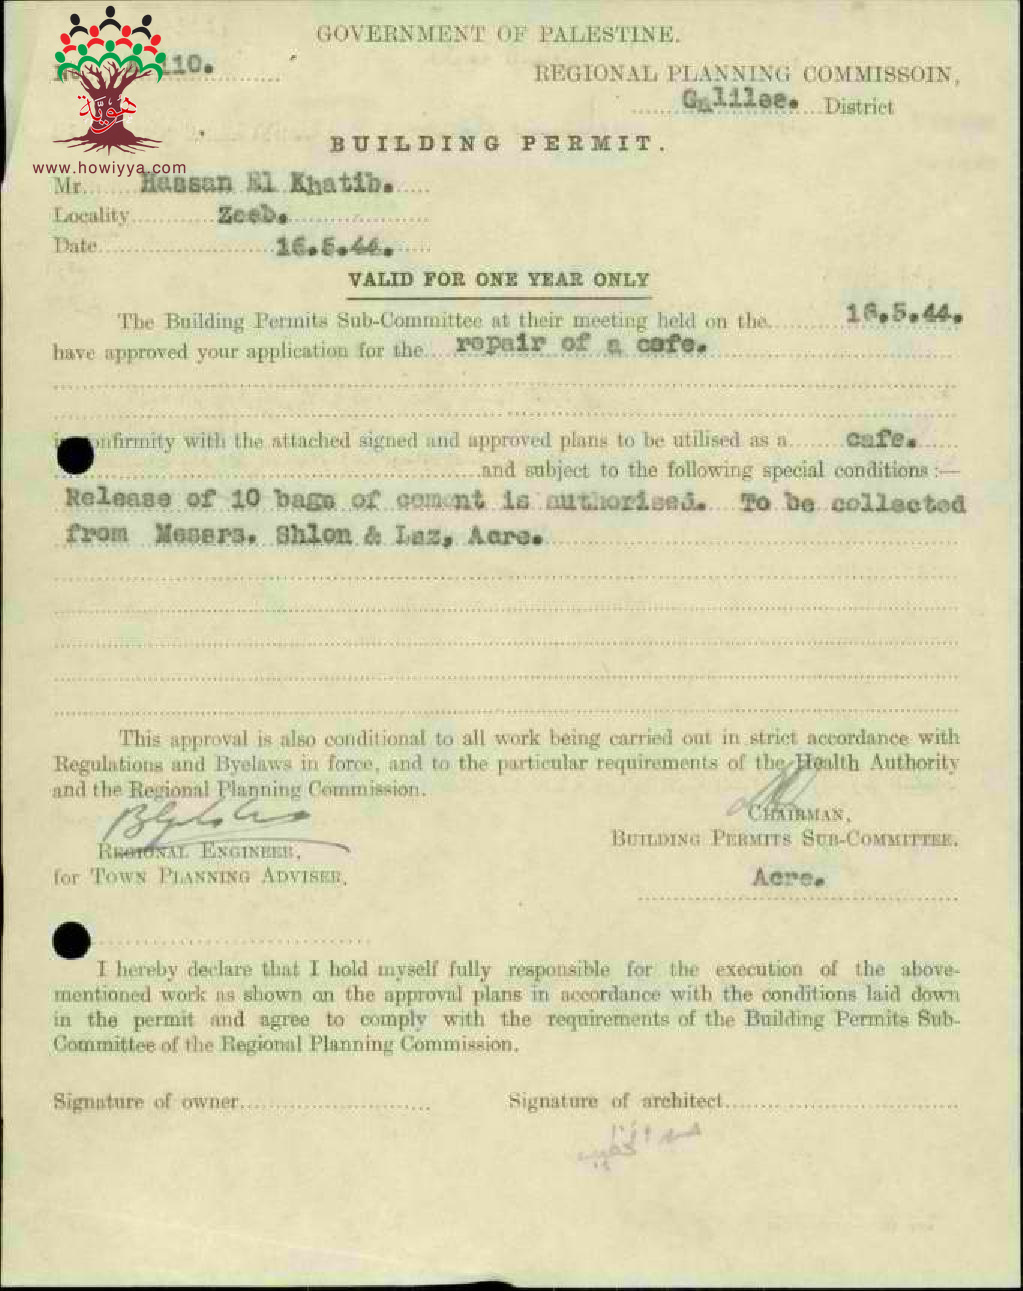 GOVERNMENT OF PALESTINE.
110.
REGIONAL PLANNING COMMISSOIN,
Galilee. District
هوية
BUILDING PERMIT.
www.howiyya.com
Mr. Hassan El Khatib.
Locality Zeeb.
Date 16.5.44.
VALID FOR ONE YEAR ONLY
The Building Permits Sub-Committee at their meeting held on the 16.5.44.
have approved your application for the repair of a cafe.
onfirmity with the attached signed and approved plans to be utilised as a cafe.
and subject to the following special conditions :—
Release of 10 bags of cement is authorised. To be collected
from Messrs. Shlon & Laz, Acre.
This approval is also conditional to all work being carried out in strict accordance with
Regulations and Byelaws in force, and to the particular requirements of the Health Authority
and the Regional Planning Commission.
CHAIRMAN,
BUILDING PERMITS SUB-COMMITTEE.
REGIONAL ENGINEER,
for TOWN PLANNING ADVISER.
Acre.
I hereby declare that I hold myself fully responsible for the execution of the above-
mentioned work as shown on the approval plans in accordance with the conditions laid down
in the permit and agree to comply with the requirements of the Building Permits Sub-
Committee of the Regional Planning Commission.
Signature of owner
Signature of architect